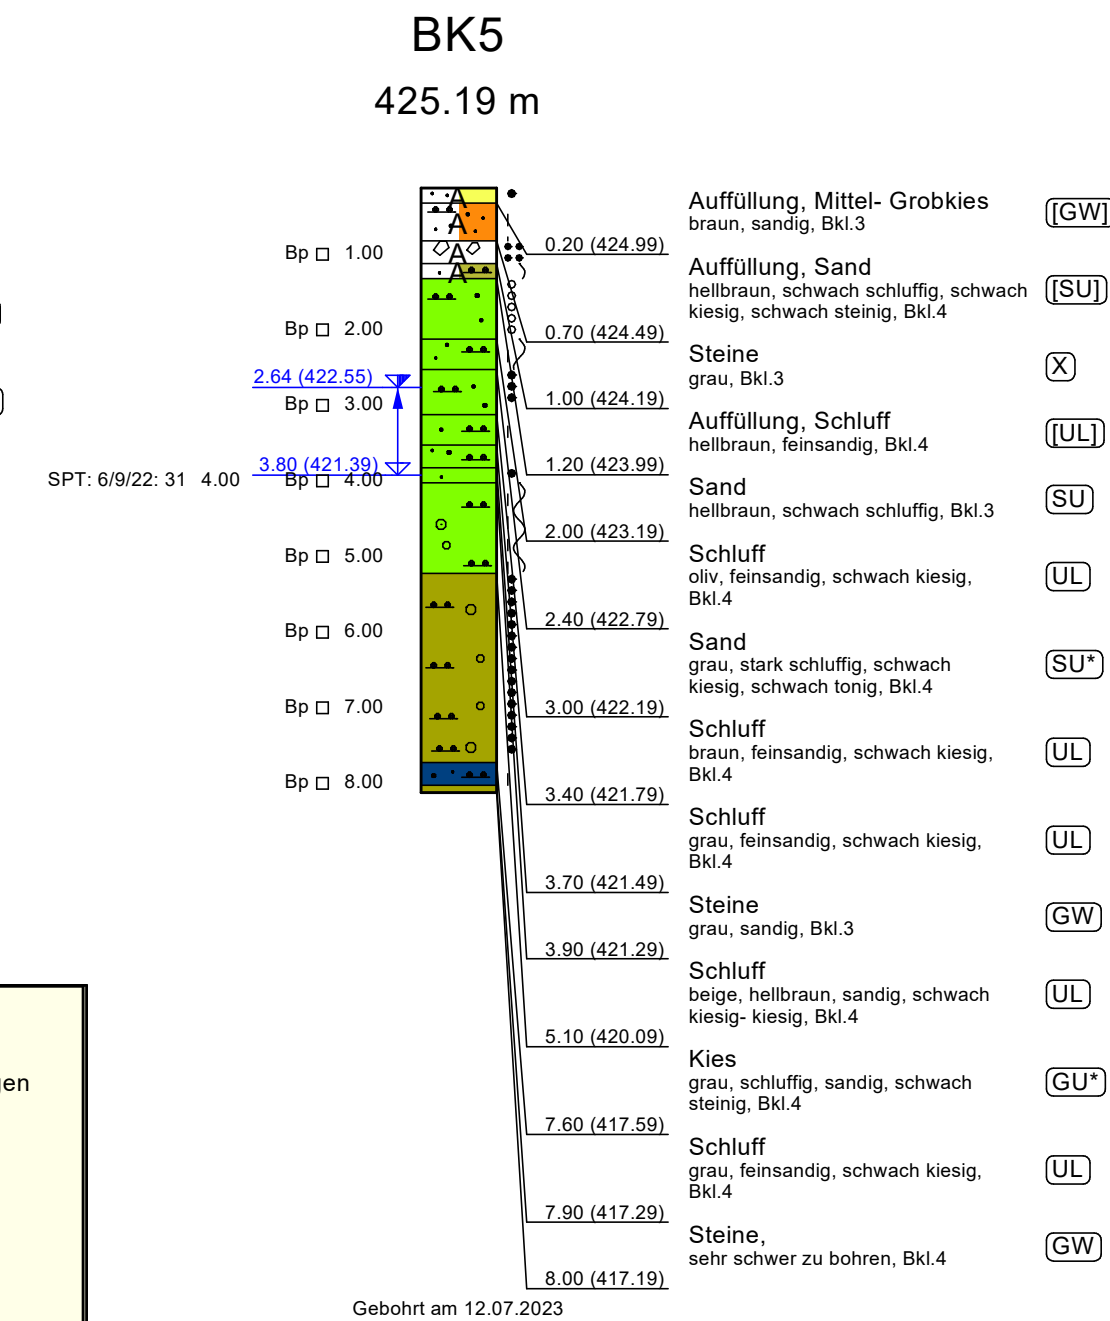 BK5
425.19 m
A
A
A
A
Bp 1.00
Bp 2.00
2.64 (422.55)
Bp 3.00
3.80 (421.39)
SPT: 6/9/22: 31 4.00
Bp 4.00
Bp 5.00
Bp 6.00
Bp 7.00
Bp 8.00
Auffüllung, Mittel- Grobkies
braun, sandig, Bkl.3
[GW]
0.20 (424.99)
Auffüllung, Sand
hellbraun, schwach schluffig, schwach
kiesig, schwach steinig, Bkl.4
[SU]
0.70 (424.49)
Steine
grau, Bkl.3
X
1.00 (424.19)
Auffüllung, Schluff
hellbraun, feinsandig, Bkl.4
[UL]
1.20 (423.99)
Sand
hellbraun, schwach schluffig, Bkl.3
SU
2.00 (423.19)
Schluff
oliv, feinsandig, schwach kiesig,
Bkl.4
UL
2.40 (422.79)
Sand
grau, stark schluffig, schwach
kiesig, schwach tonig, Bkl.4
SU*
3.00 (422.19)
Schluff
braun, feinsandig, schwach kiesig,
Bkl.4
UL
3.40 (421.79)
Schluff
grau, feinsandig, schwach kiesig,
Bkl.4
UL
3.70 (421.49)
Steine
grau, sandig, Bkl.3
GW
3.90 (421.29)
Schluff
beige, hellbraun, sandig, schwach
kiesig- kiesig, Bkl.4
UL
5.10 (420.09)
Kies
grau, schluffig, sandig, schwach
steinig, Bkl.4
GU*
7.60 (417.59)
Schluff
grau, feinsandig, schwach kiesig,
Bkl.4
UL
7.90 (417.29)
Steine,
sehr schwer zu bohren, Bkl.4
GW
8.00 (417.19)
Gebohrt am 12.07.2023
gen